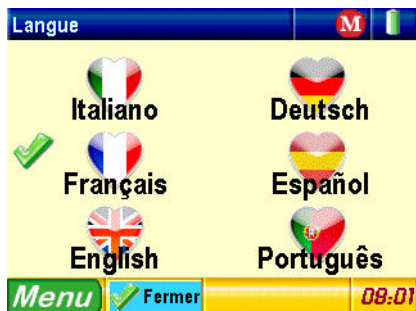 Langue M
Italiano Deutsch
Français Español
English Português
Menu Fermer 08:01